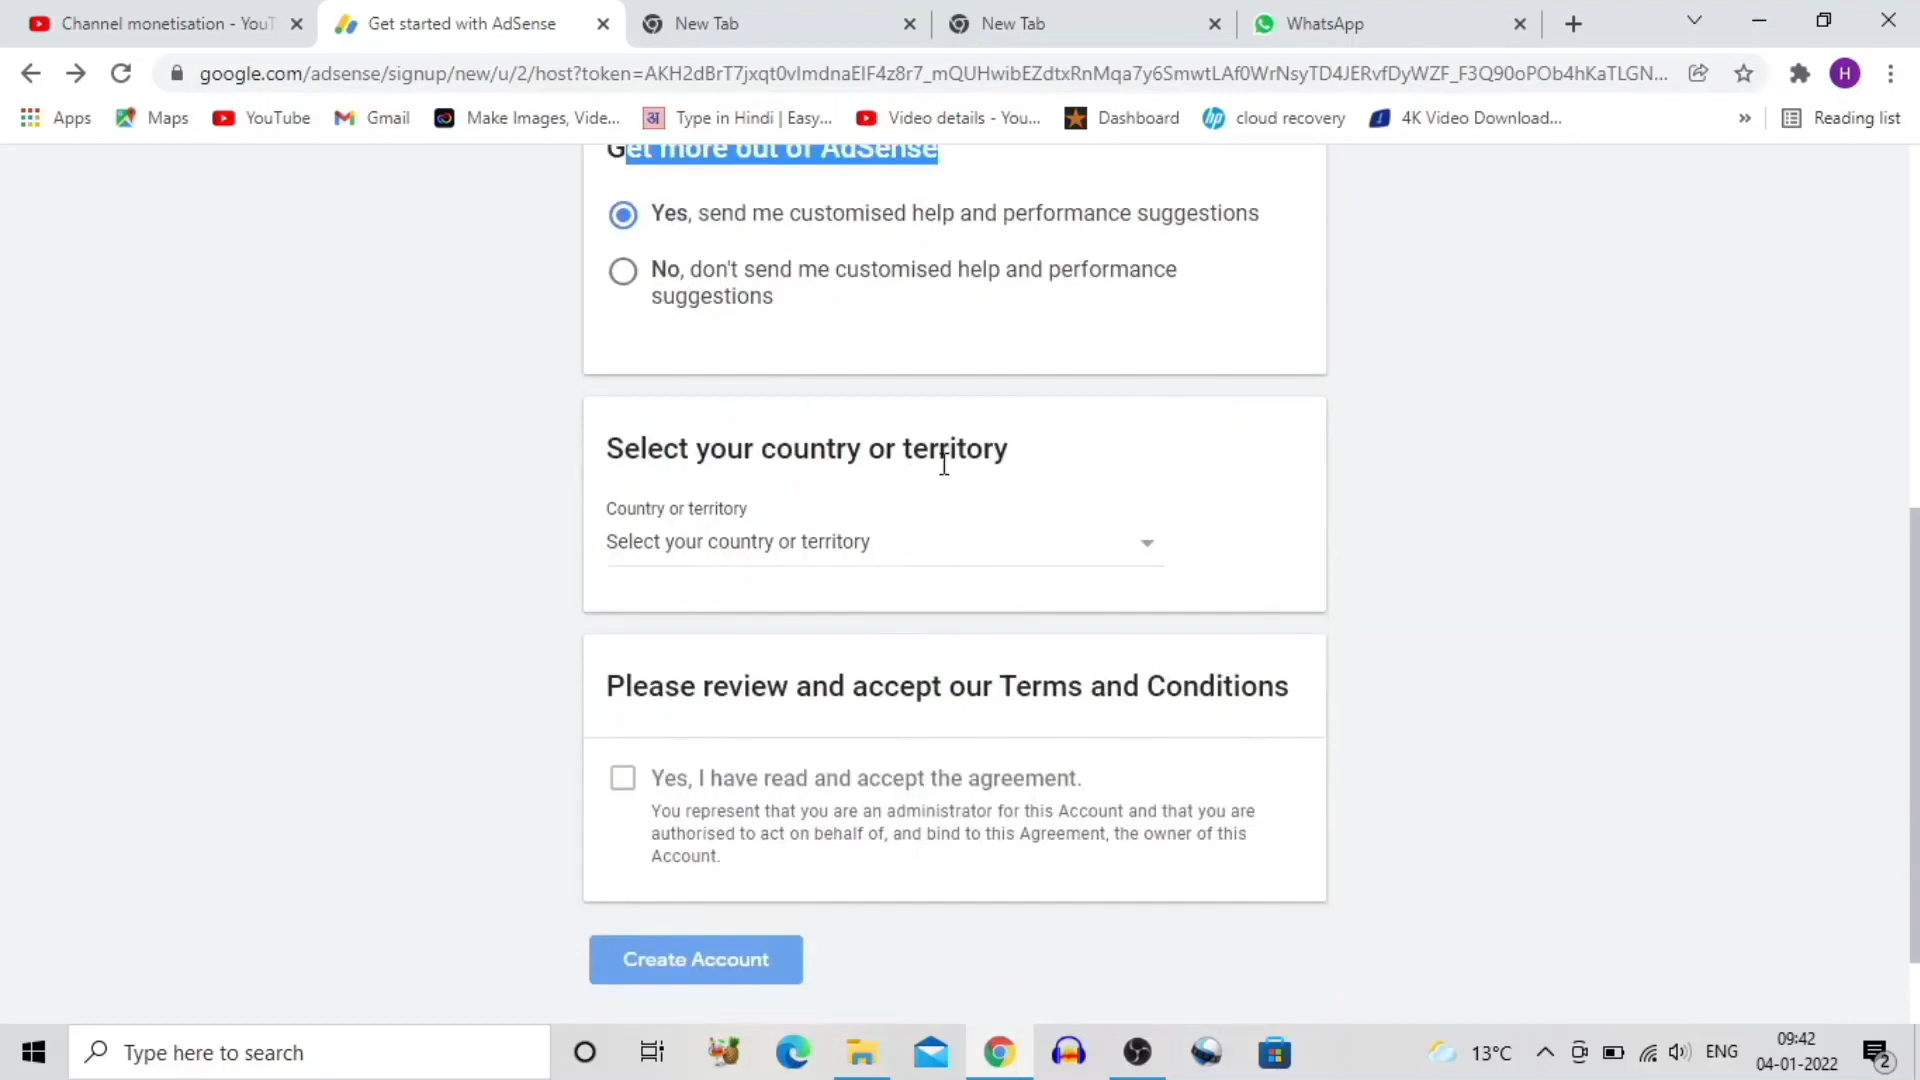 Channel monetisation - YouT
Get started with AdSense
New Tab
New Tab
WhatsApp
google.com/adsense/signup/new/u/2/host?token=AKH2dBrT7jxqt0vImdnaEIF4z8r7_mQUHwibEZdtxRnMqa7y6SmwtLAf0WrNsyTD4JERvfDyWZF_F3Q90oPOb4hKaTLGN...
H
Apps
Maps
YouTube
Gmail
Make Images, Vide...
अ Type in Hindi | Easy...
Video details - You...
Dashboard
cloud recovery
4K Video Download...
»
Reading list
Get more out of AdSense
Yes, send me customised help and performance suggestions
No, don't send me customised help and performance
suggestions
Select your country or territory
Country or territory
Select your country or territory
Please review and accept our Terms and Conditions
Yes, I have read and accept the agreement.
You represent that you are an administrator for this Account and that you are
authorised to act on behalf of, and bind to this Agreement, the owner of this
Account.
Create Account
Type here to search
13°C
ENG
09:42
04-01-2022
2